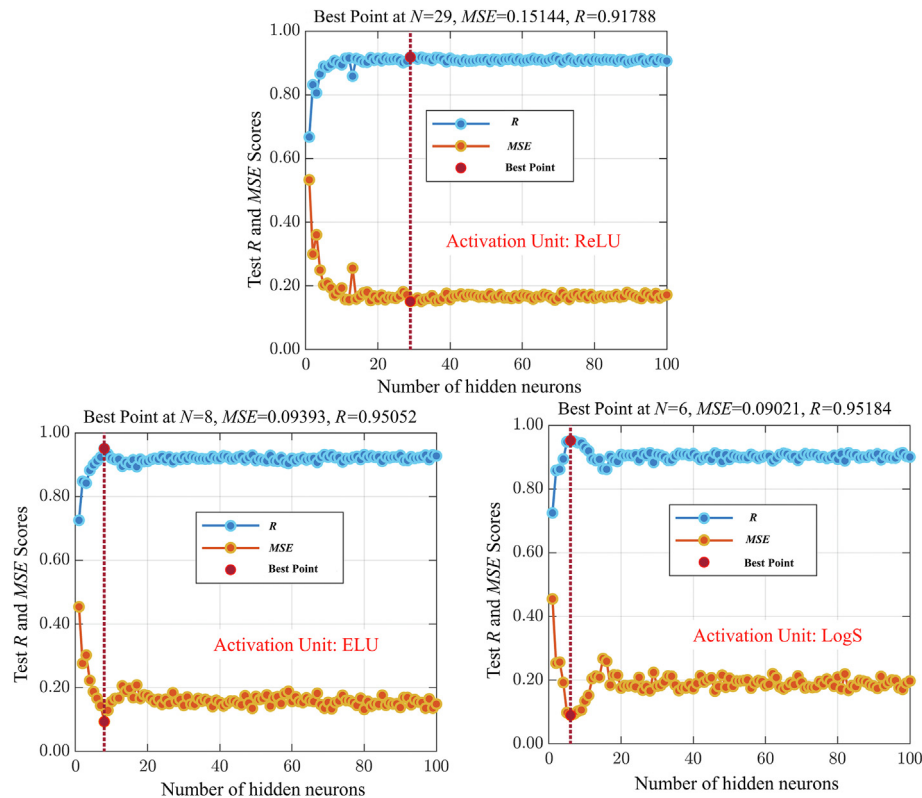 Best Point at N=29, MSE=0.15144, R=0.91788
1.00
0.80
0.60
0.40
0.20
0.00
Test R and MSE Scores
R
MSE
Best Point
Activation Unit: ReLU
0 20 40 60 80 100
Number of hidden neurons
Best Point at N=8, MSE=0.09393, R=0.95052
1.00
0.80
0.60
0.40
0.20
0.00
Test R and MSE Scores
R
MSE
Best Point
Activation Unit: ELU
0 20 40 60 80 100
Number of hidden neurons
Best Point at N=6, MSE=0.09021, R=0.95184
1.00
0.80
0.60
0.40
0.20
0.00
Test R and MSE Scores
R
MSE
Best Point
Activation Unit: LogS
0 20 40 60 80 100
Number of hidden neurons